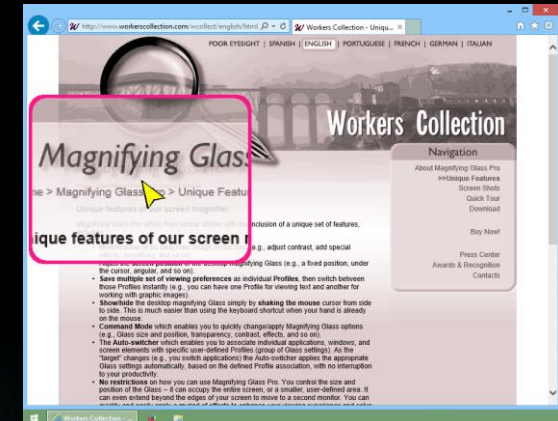 http://www.workerscollection.com/wcollect/english/html
Workers Collection - Uniqu...
POOR EYESIGHT | SPANISH | ENGLISH | PORTUGUESE | FRENCH | GERMAN | ITALIAN
Workers Collection
Magnifying Glass
> Magnifying Glass > Unique Featu
unique features of our screen
Navigation
About Magnifying Glass Pro
>>Unique Features
Screen Shots
Quick Tour
Download
Buy Now!
Press Center
Awards & Recognition
Contacts
Unique features of our screen magnifier
inclusion of a unique set of features,
(e.g., adjust contrast, add special
Magnifying Glass (e.g., a fixed position, under
the cursor, angular, and so on).
• Save multiple set of viewing preferences as individual Profiles, then switch between
those Profiles instantly (e.g., you can have one Profile for viewing text and another for
working with graphic images).
• Show/hide the desktop magnifying Glass simply by shaking the mouse cursor from side
to side. This is much easier than using the keyboard shortcut when your hand is already
on the mouse.
• Command Mode which enables you to quickly change/apply Magnifying Glass options
(e.g., Glass size and position, transparency, contrast, effects, and so on).
• The Auto-switcher which enables you to associate individual applications, windows, and
screen elements with specific user-defined Profiles (group of Glass settings). As the
"target" changes (e.g., you switch applications) the Auto-switcher applies the appropriate
Glass settings automatically, based on the defined Profile association, with no interruption
to your productivity.
• No restrictions on how you can use Magnifying Glass Pro. You control the size and
position of the Glass – it can occupy the entire screen, or a smaller, user-defined area. It
can even extend beyond the edges of your screen to move to a second monitor. You can
Workers Collection - ...